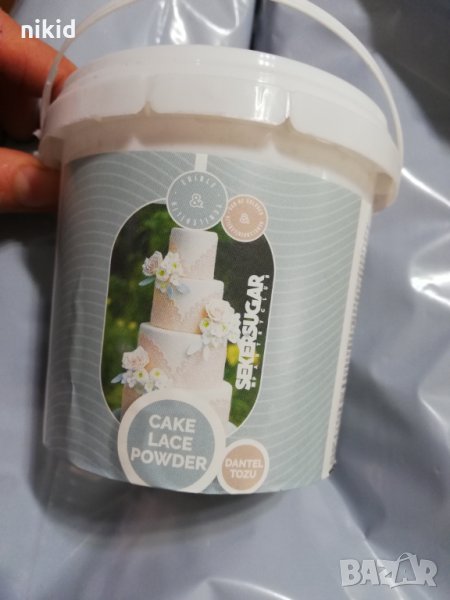 nikid
&
&
SEKERSUGAR
CAKE
LACE
POWDER
DANTEL
TOZU
BAZAR